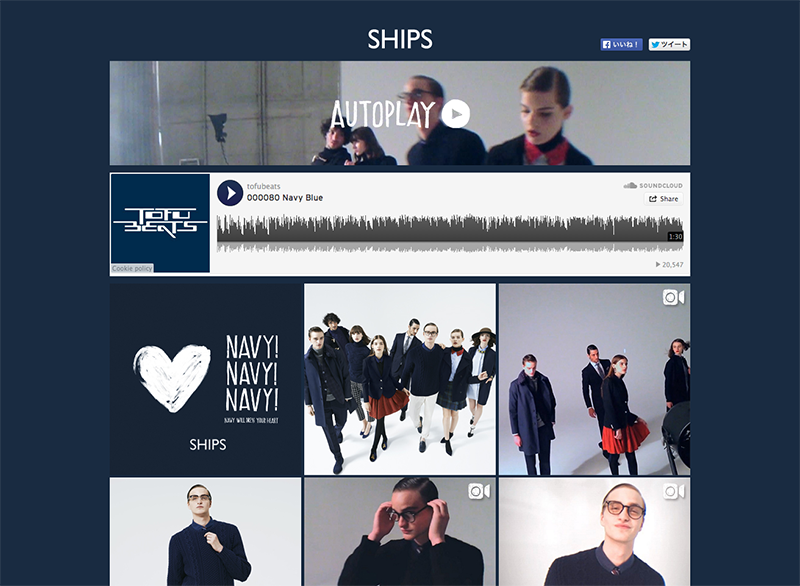 SHIPS
いいね！
ツイート
AUTOPLAY
tofubeats
SOUNDCLOUD
000080 Navy Blue
Share
TOFU
BEATS
1:30
Cookie policy
20,547
NAVY!
NAVY!
NAVY!
NAVY WILL DYE YOUR HEART
SHIPS